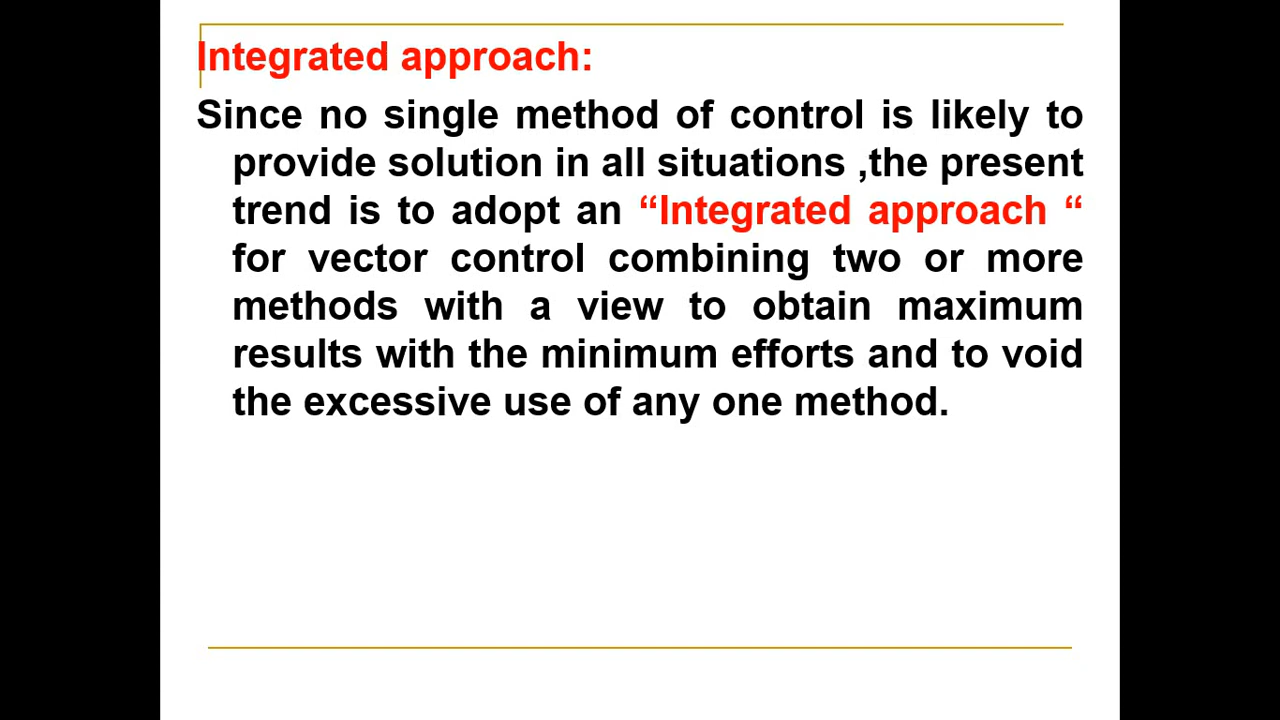 Integrated approach:
Since no single method of control is likely to
provide solution in all situations ,the present
trend is to adopt an “Integrated approach “
for vector control combining two or more
methods with a view to obtain maximum
results with the minimum efforts and to void
the excessive use of any one method.